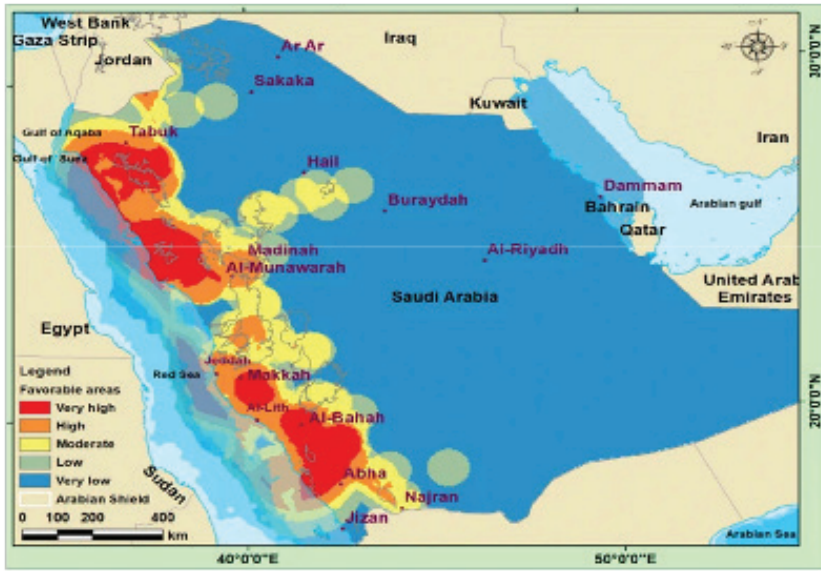 West Bank
Gaza Strip
Jordan
Ar Ar
Iraq
30°0'0"N
Sakaka
Kuwait
Gulf of Aqaba
Tabuk
Iran
Gulf of Suez
Hail
Dammam
Buraydah
Bahrain
Arabian gulf
Qatar
Madinah
Al-Riyadh
Al-Munawarah
United Arab
Emirates
Saudi Arabia
Egypt
Jeddah
Legend
Red Sea
Makkah
Favorable areas
Very high
Al-Lith
Al-Bahah
20°0'0"N
High
Moderate
Low
Sudan
Abha
Very low
Najran
Arabian Shield
Jizan
0 100 200 400
km
Arabian Sea
40°0'0"E
50°0'0"E